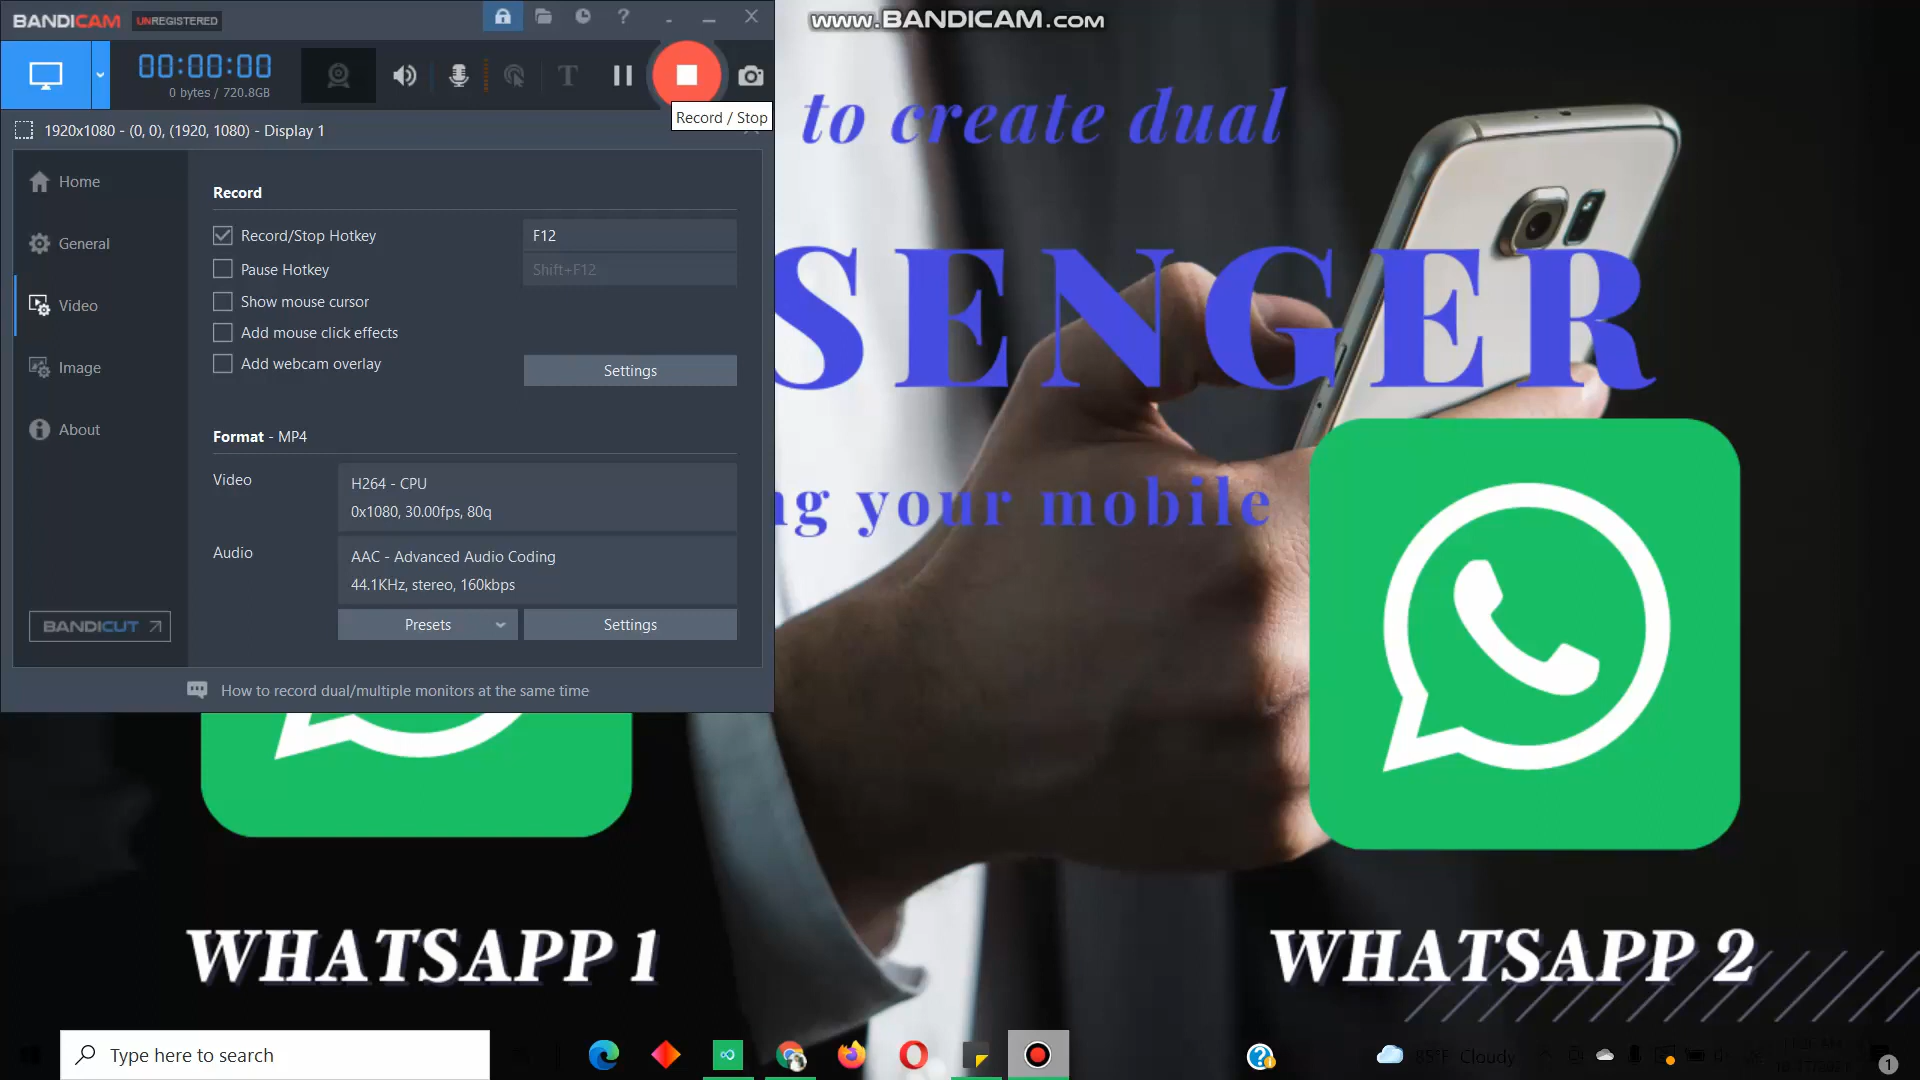 BANDICAM UNREGISTERED
www.BANDICAM.com
00:00:00
0 bytes / 720.8GB
Record / Stop
1920x1080 - (0, 0), (1920, 1080) - Display 1
Home
General
Video
Image
About
BANDICUT
Record
Record/Stop Hotkey
F12
Pause Hotkey
Shift+F12
Show mouse cursor
Add mouse click effects
Add webcam overlay
Settings
Format - MP4
Video
H264 - CPU
0x1080, 30.00fps, 80q
Audio
AAC - Advanced Audio Coding
44.1KHz, stereo, 160kbps
Presets
Settings
How to record dual/multiple monitors at the same time
to create dual
SENGER
ng your mobile
WHATSAPP 1
WHATSAPP 2
Type here to search
85°F Cloudy
1